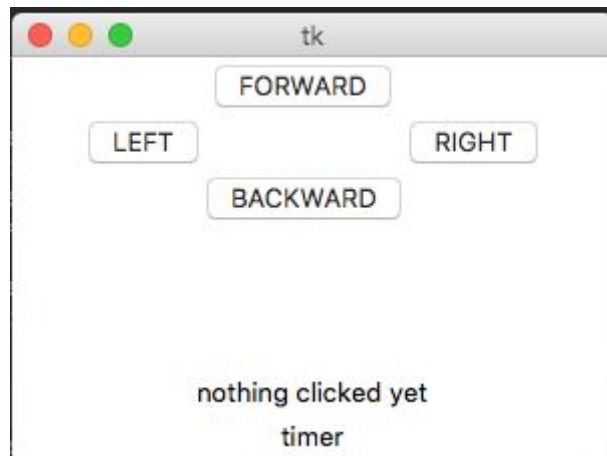 tk
FORWARD
LEFT RIGHT
BACKWARD
nothing clicked yet
timer